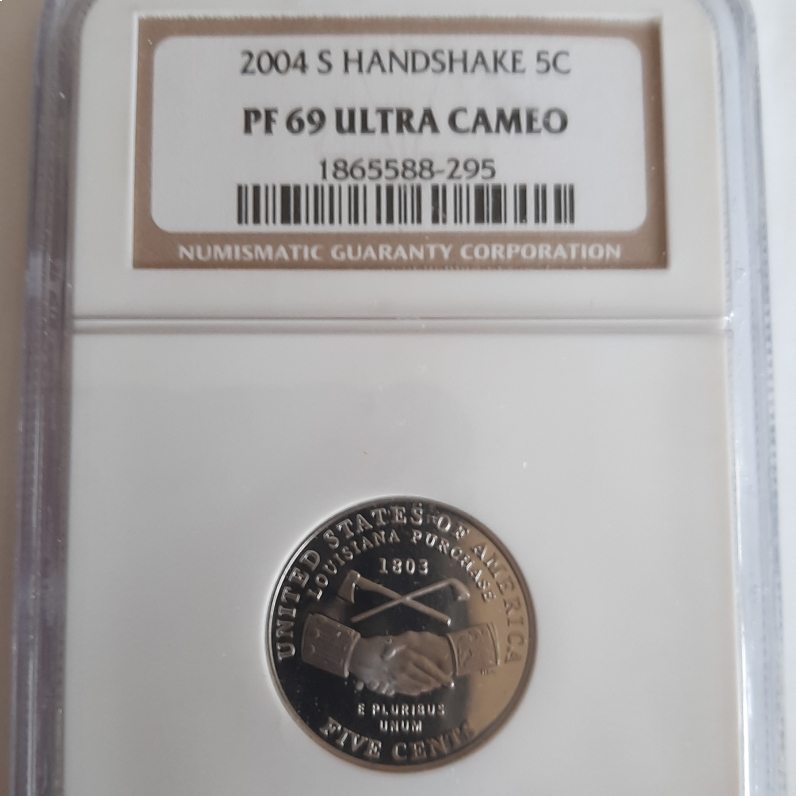 2004 S HANDSHAKE 5C
PF 69 ULTRA CAMEO
1865588-295
NUMISMATIC GUARANTY CORPORATION
UNITED STATES OF AMERICA
LOUISIANA PURCHASE
1803
E PLURIBUS
UNUM
FIVE CENTS